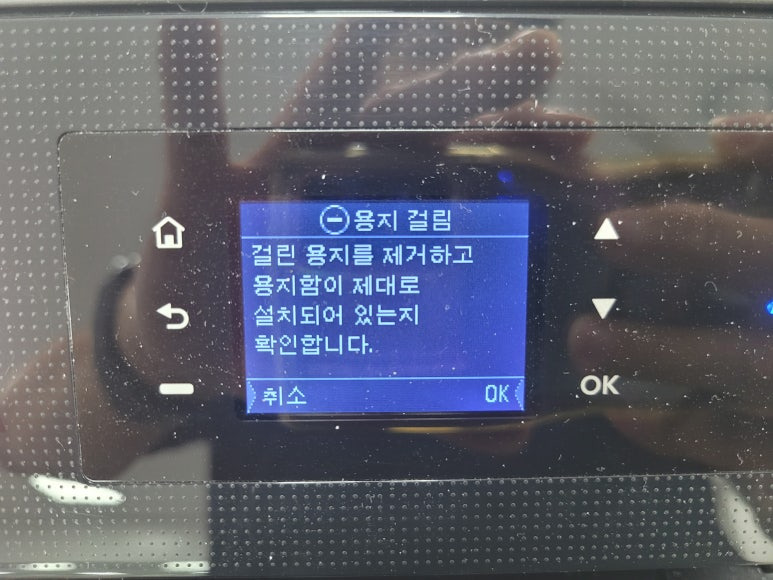 용지 걸림
걸린 용지를 제거하고
용지함이 제대로
설치되어 있는지
확인합니다.
취소 OK
OK